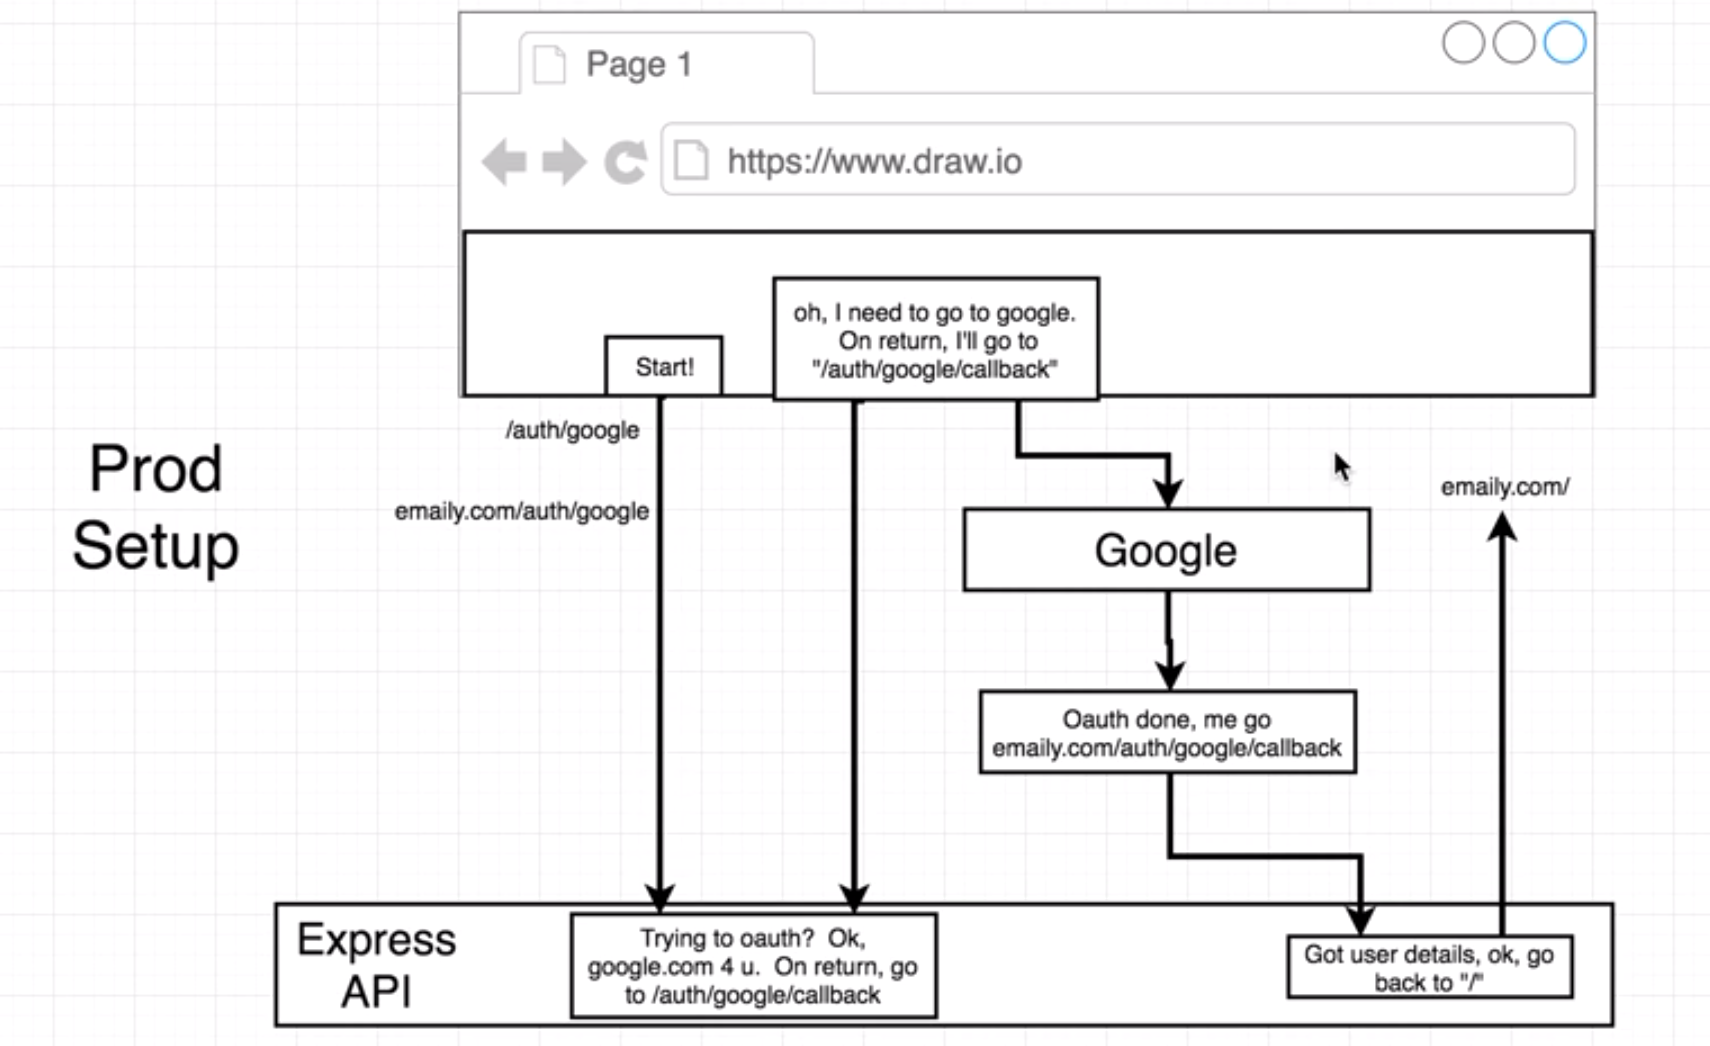 Page 1
https://www.draw.io
oh, I need to go to google.
On return, I'll go to
"/auth/google/callback"
Start!
/auth/google
Prod
Setup
emaily.com/auth/google
emaily.com/
Google
Oauth done, me go
emaily.com/auth/google/callback
Express
API
Trying to oauth?  Ok,
google.com 4 u.  On return, go
to /auth/google/callback
Got user details, ok, go
back to "/"